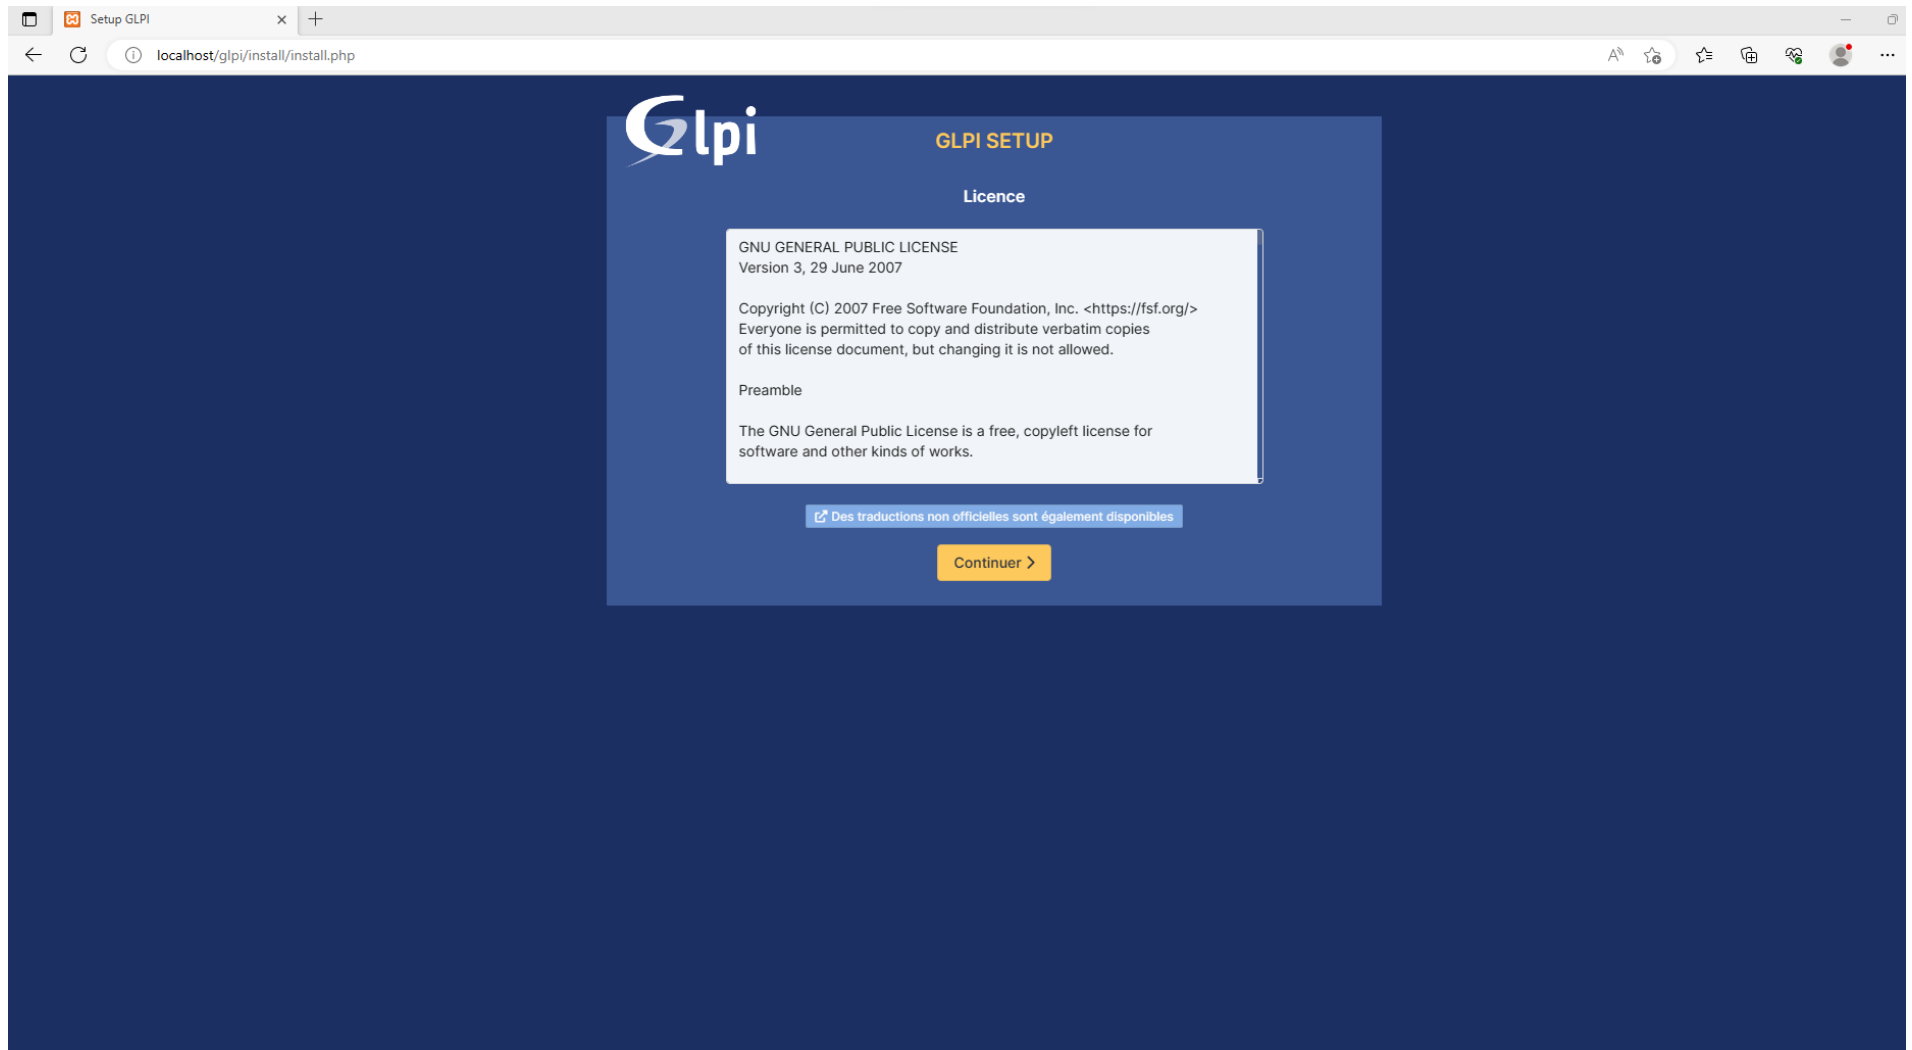 Setup GLPI
localhost/glpi/install/install.php
Glpi
GLPI SETUP
Licence
GNU GENERAL PUBLIC LICENSE
Version 3, 29 June 2007
Copyright (C) 2007 Free Software Foundation, Inc. <https://fsf.org/>
Everyone is permitted to copy and distribute verbatim copies
of this license document, but changing it is not allowed.
Preamble
The GNU General Public License is a free, copyleft license for
software and other kinds of works.
Des traductions non officielles sont également disponibles
Continuer